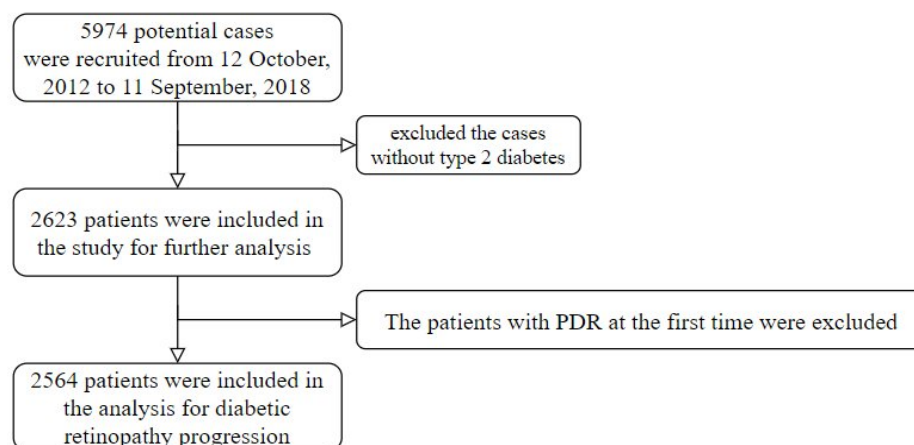 5974 potential cases
were recruited from 12 October,
2012 to 11 September, 2018
excluded the cases
without type 2 diabetes
2623 patients were included in
the study for further analysis
The patients with PDR at the first time were excluded
2564 patients were included in
the analysis for diabetic
retinopathy progression